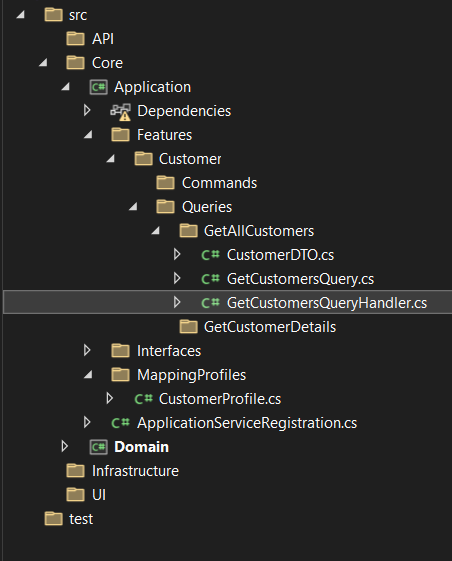 src
API
Core
C# Application
Dependencies
Features
Customer
Commands
Queries
GetAllCustomers
C# CustomerDTO.cs
C# GetCustomersQuery.cs
C# GetCustomersQueryHandler.cs
GetCustomerDetails
Interfaces
MappingProfiles
C# CustomerProfile.cs
C# ApplicationServiceRegistration.cs
C# Domain
Infrastructure
UI
test